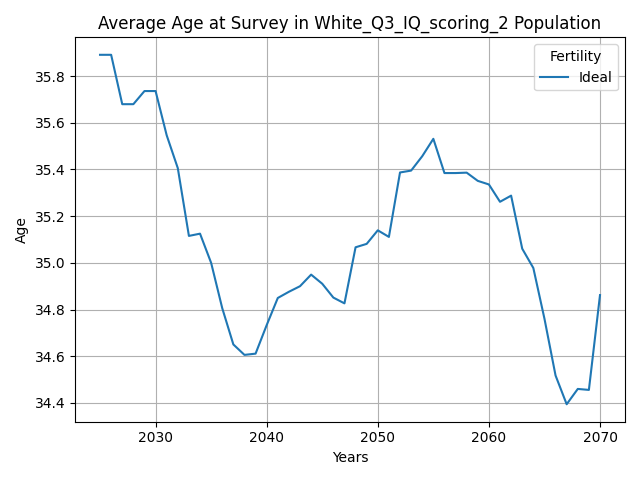 Average Age at Survey in White_Q3_IQ_scoring_2 Population
Fertility
Ideal
35.8
35.6
35.4
35.2
35.0
34.8
34.6
34.4
Age
2030 2040 2050 2060 2070
Years